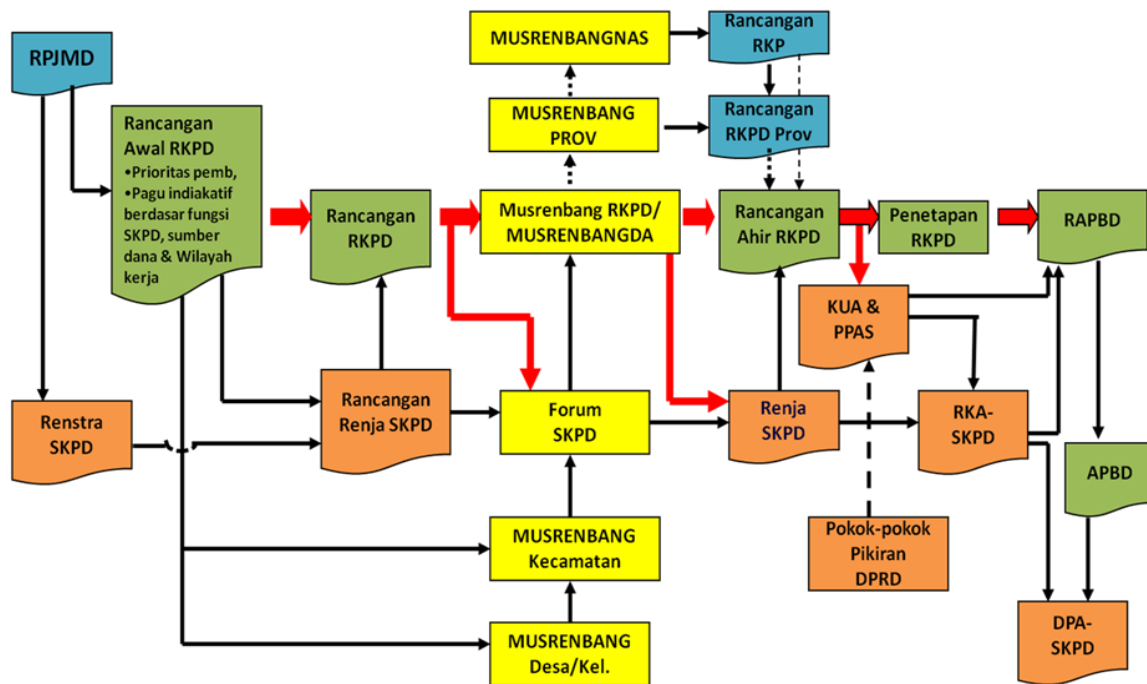 MUSRENBANGNAS
Rancangan
RKP
RPJMD
MUSRENBANG
PROV
Rancangan
RKPD Prov
Rancangan
Awal RKPD
•Prioritas pemb,
•Pagu indiakatif
berdasar fungsi
SKPD, sumber
dana & Wilayah
kerja
Rancangan
RKPD
Musrenbang RKPD/
MUSRENBANGDA
Rancangan
Ahir RKPD
Penetapan
RKPD
RAPBD
KUA &
PPAS
Renstra
SKPD
Rancangan
Renja SKPD
Forum
SKPD
Renja
SKPD
RKA-
SKPD
APBD
MUSRENBANG
Kecamatan
Pokok-pokok
Pikiran
DPRD
MUSRENBANG
Desa/Kel.
DPA-
SKPD